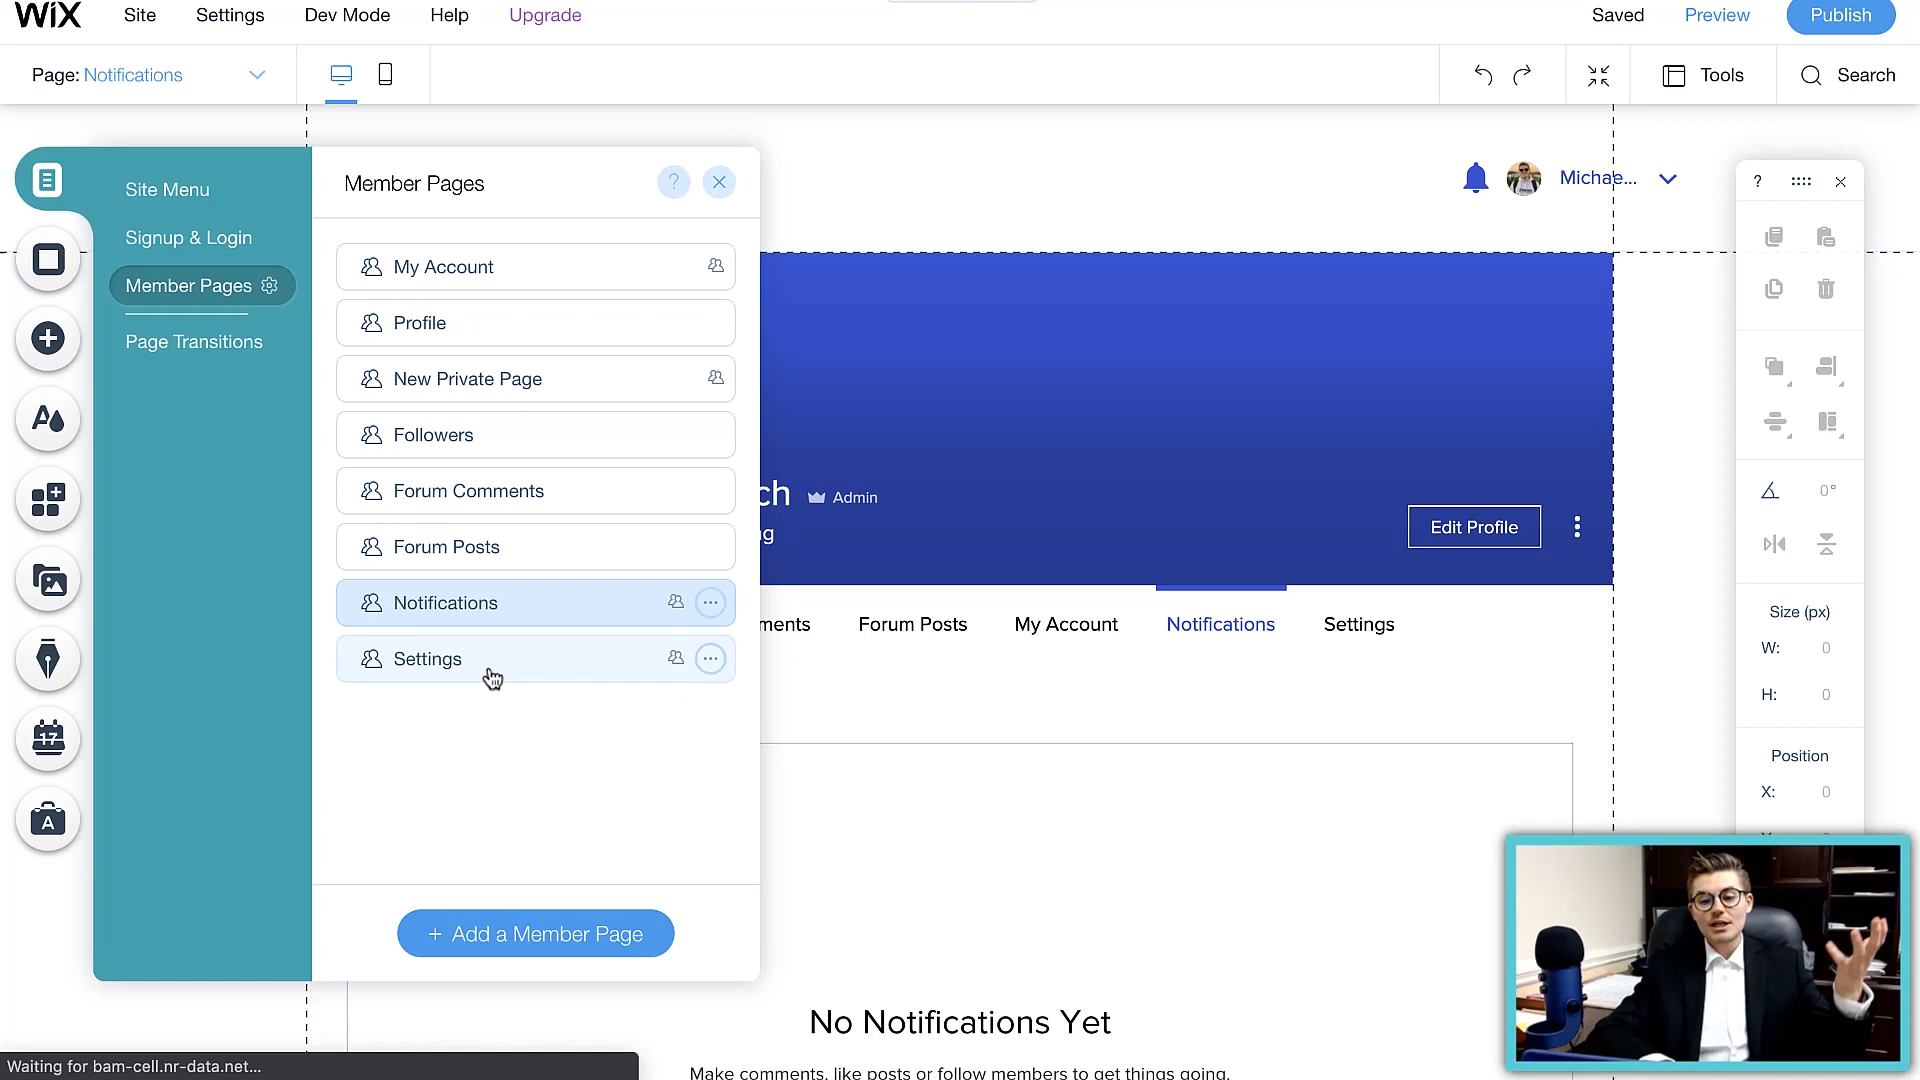 WiX Site Settings Dev Mode Help Upgrade Saved Preview Publish
Page: Notifications Tools Search
Site Menu
Signup & Login
Member Pages
Page Transitions
Member Pages ?
My Account
Profile
New Private Page
Followers
Forum Comments
Forum Posts
Notifications
Settings
+ Add a Member Page
Michae...
ch Admin
g
Edit Profile
ments Forum Posts My Account Notifications Settings
No Notifications Yet
Make comments, like posts or follow members to get things going.
?
0°
Size (px)
W: 0
H: 0
Position
X: 0
17
A
A
Waiting for bam-cell.nr-data.net...